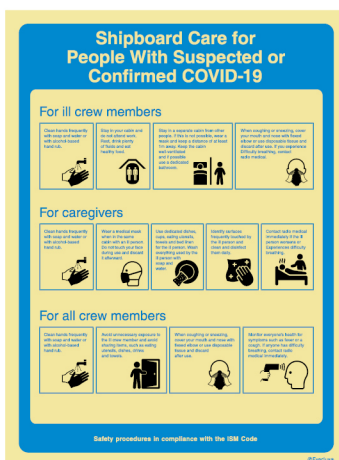 Shipboard Care for
People With Suspected or
Confirmed COVID-19
For ill crew members
Clean hands frequently
with soap and water or
with alcohol-based
hand rub.
Stay in your cabin and
do not attend work.
Rest, drink plenty
of fluids and eat
healthy food.
Stay in a separate cabin from other
people. If this is not possible, wear a
mask and keep a distance of at least
1m away. Keep the cabin
well ventilated
and if possible
use a dedicated
bathroom.
When coughing or sneezing, cover
your mouth and nose with flexed
elbow or use disposable tissue and
discard after use. If you experience
Difficulty breathing, contact
radio medical.
For caregivers
Clean hands frequently
with soap and water or
with alcohol-based
hand rub.
Wear a medical mask
when in the same
cabin with an ill person
Do not touch your face
during use and discard
it afterward.
Use dedicated dishes,
cups, eating utensils,
towels and bed linen
for the ill person. Wash
everything used by the
ill person with
soap and
water.
Identify surfaces
frequently touched by
the ill person and
clean and disinfect
them daily.
Contact radio medical
immediately if the ill
person worsens or
Experiences difficulty
breathing.
For all crew members
Clean hands frequently
with soap and water or
with alcohol-based
hand rub.
Avoid unnecessary exposure to
the ill crew member and avoid
sharing items, such as eating
utensils, dishes, drinks
and towels.
When coughing or sneezing,
cover your mouth and nose with
flexed elbow or use disposable
tissue and discard
after use.
Monitor everyone's health for
symptoms such as fever or a
cough. If anyone has difficulty
breathing, contact radio
medical immediately.
Safety procedures in compliance with the ISM Code